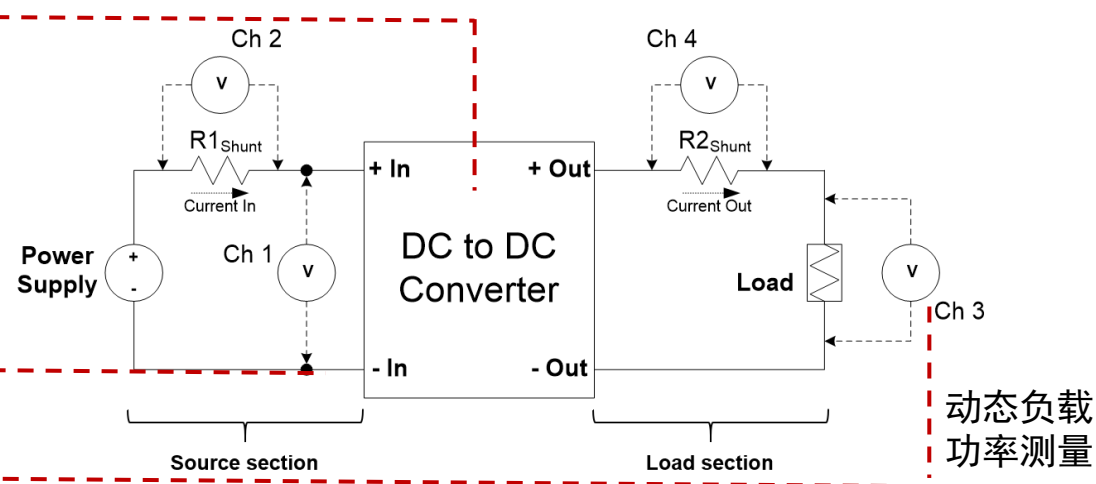 Ch 2
Ch 4
V
V
R1Shunt
R2Shunt
+ In
+ Out
Current In
Current Out
Power
Supply
+
-
Ch 1
V
DC to DC
Converter
Load
V
Ch 3
- In
- Out
动态负载
功率测量
Source section
Load section